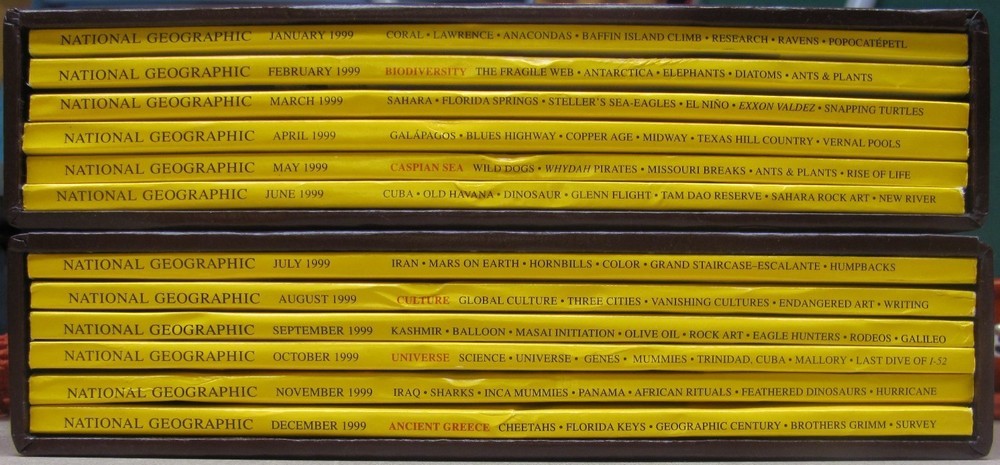 NATIONAL GEOGRAPHIC JANUARY 1999 CORAL • LAWRENCE • ANACONDAS • BAFFIN ISLAND CLIMB • RESEARCH • RAVENS • POPOCATÉPETL
NATIONAL GEOGRAPHIC FEBRUARY 1999 BIODIVERSITY THE FRAGILE WEB • ANTARCTICA • ELEPHANTS • DIATOMS • ANTS & PLANTS
NATIONAL GEOGRAPHIC MARCH 1999 SAHARA • FLORIDA SPRINGS • STELLER'S SEA-EAGLES • EL NIÑO • EXXON VALDEZ • SNAPPING TURTLES
NATIONAL GEOGRAPHIC APRIL 1999 GALÁPAGOS • BLUES HIGHWAY • COPPER AGE • MIDWAY • TEXAS HILL COUNTRY • VERNAL POOLS
NATIONAL GEOGRAPHIC MAY 1999 CASPIAN SEA WILD DOGS • WHYDAH PIRATES • MISSOURI BREAKS • ANTS & PLANTS • RISE OF LIFE
NATIONAL GEOGRAPHIC JUNE 1999 CUBA • OLD HAVANA • DINOSAUR • GLENN FLIGHT • TAM DAO RESERVE • SAHARA ROCK ART • NEW RIVER
NATIONAL GEOGRAPHIC JULY 1999 IRAN • MARS ON EARTH • HORNBILLS • COLOR • GRAND STAIRCASE–ESCALANTE • HUMPBACKS
NATIONAL GEOGRAPHIC AUGUST 1999 CULTURE GLOBAL CULTURE • THREE CITIES • VANISHING CULTURES • ENDANGERED ART • WRITING
NATIONAL GEOGRAPHIC SEPTEMBER 1999 KASHMIR • BALLOON • MASAI INITIATION • OLIVE OIL • ROCK ART • EAGLE HUNTERS • RODEOS • GALILEO
NATIONAL GEOGRAPHIC OCTOBER 1999 UNIVERSE SCIENCE • UNIVERSE • GENES • MUMMIES • TRINIDAD, CUBA • MALLORY • LAST DIVE OF I-52
NATIONAL GEOGRAPHIC NOVEMBER 1999 IRAQ • SHARKS • INCA MUMMIES • PANAMA • AFRICAN RITUALS • FEATHERED DINOSAURS • HURRICANE
NATIONAL GEOGRAPHIC DECEMBER 1999 ANCIENT GREECE CHEETAHS • FLORIDA KEYS • GEOGRAPHIC CENTURY • BROTHERS GRIMM • SURVEY